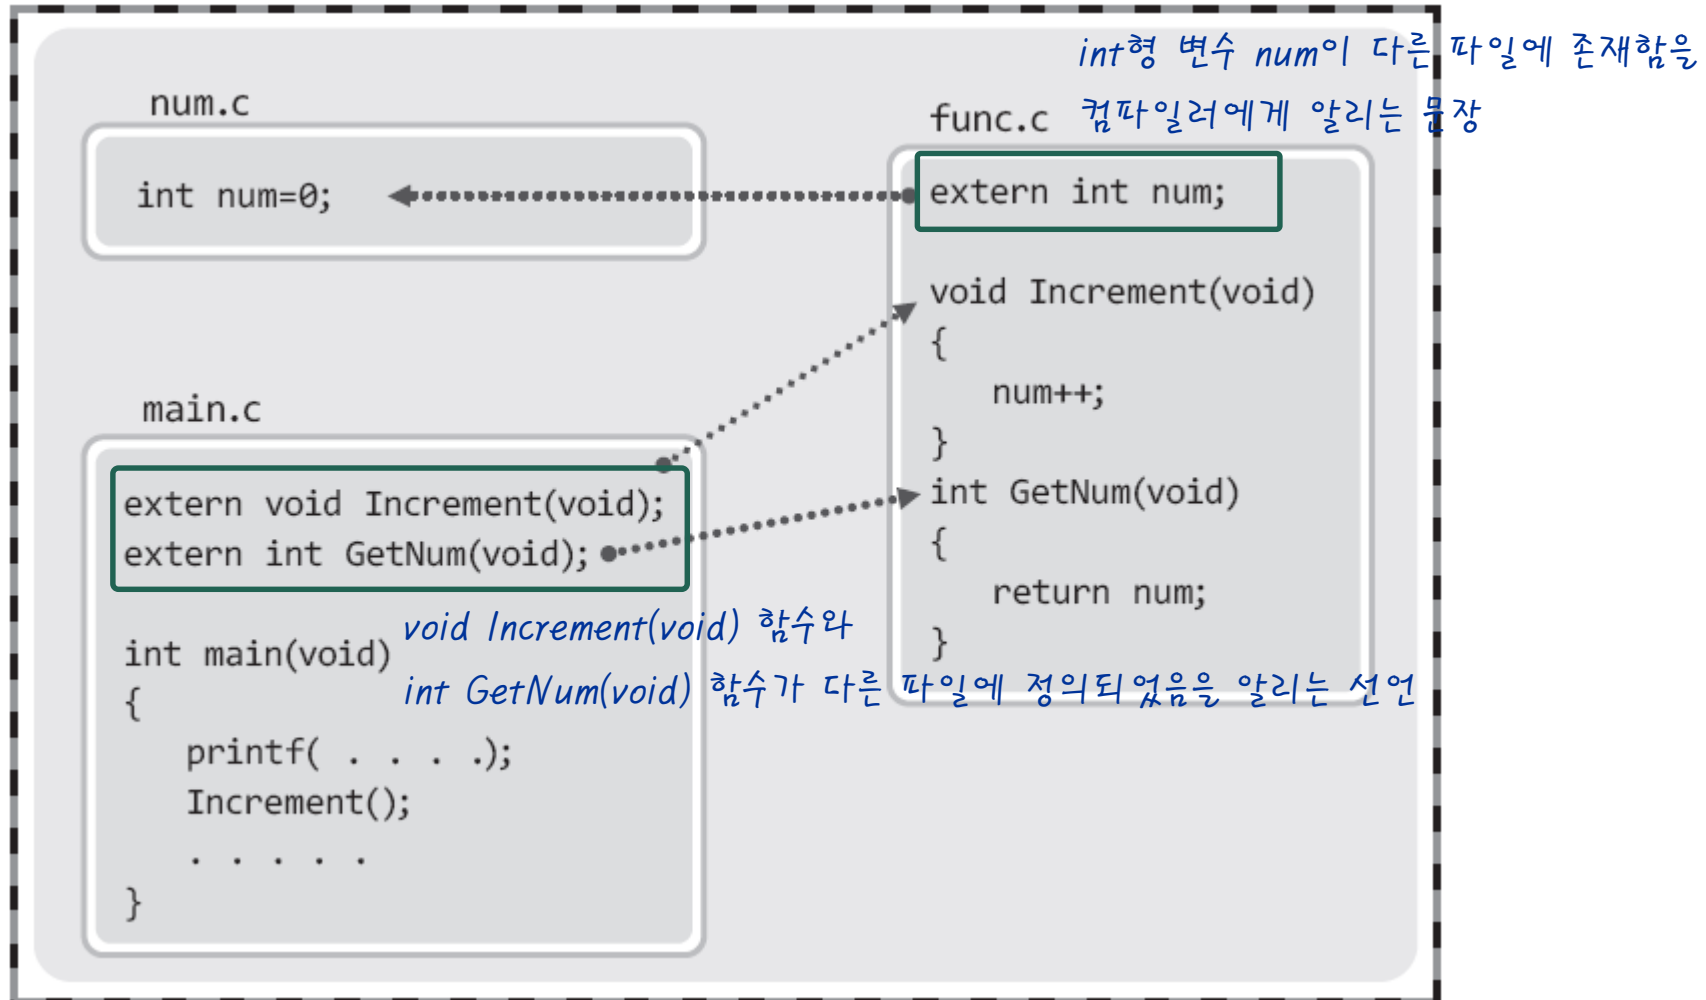 num.c
int num=0;
int형 변수 num이 다른 파일에 존재함을
컴파일러에게 알리는 문장
func.c
extern int num;
void Increment(void)
{
num++;
}
int GetNum(void)
{
return num;
}
main.c
extern void Increment(void);
extern int GetNum(void);
void Increment(void) 함수와
int GetNum(void) 함수가 다른 파일에 정의되었음을 알리는 선언
int main(void)
{
printf( . . . .);
Increment();
. . . . .
}